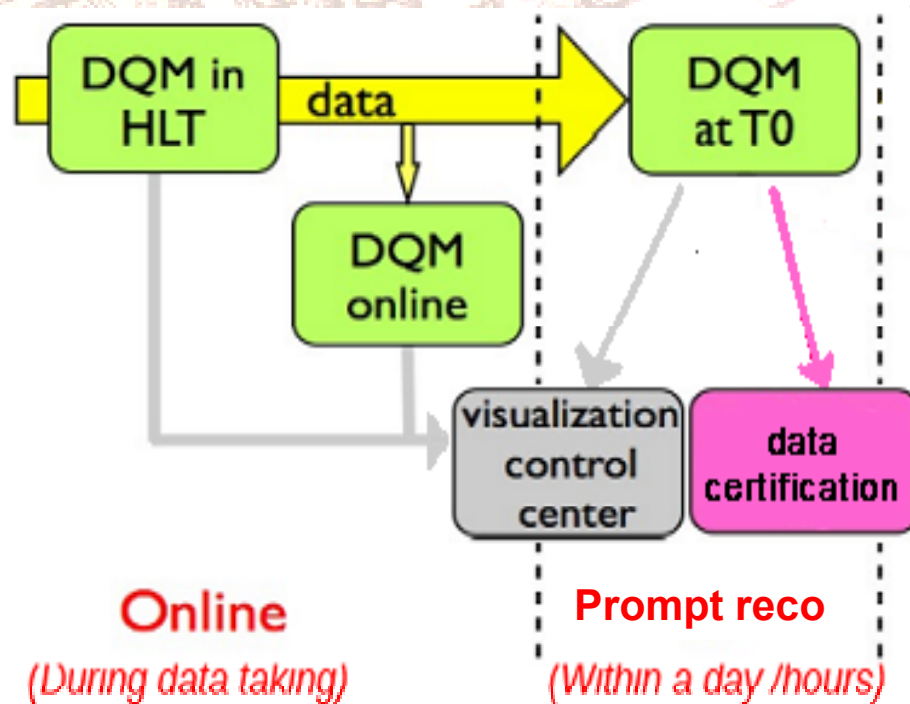 DQM in
HLT
data
DQM
at T0
DQM
online
visualization
control
center
data
certification
Online
(During data taking)
Prompt reco
(Within a day /hours)